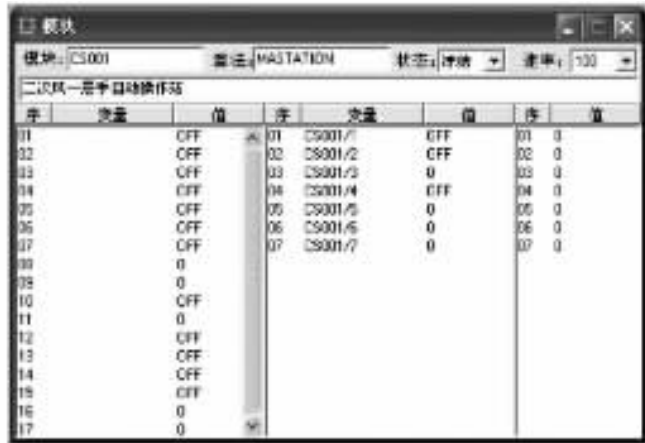 模块
模块: CS001 算法: MASTATION 状态: 冻结 速率: 100
二次风一层手自动操作站
序 变量 值 序 变量 值 序 值
01 OFF 01 CS001/1 OFF 01 0
02 OFF 02 CS001/2 OFF 02 0
03 OFF 03 CS001/3 0 03 0
04 OFF 04 CS001/4 OFF 04 0
05 OFF 05 CS001/5 0 05 0
06 OFF 06 CS001/6 0 06 0
07 OFF 07 CS001/7 0 07 0
08 0
09 0
10 OFF
11 0
12 OFF
13 OFF
14 OFF
15 OFF
16 0
17 0